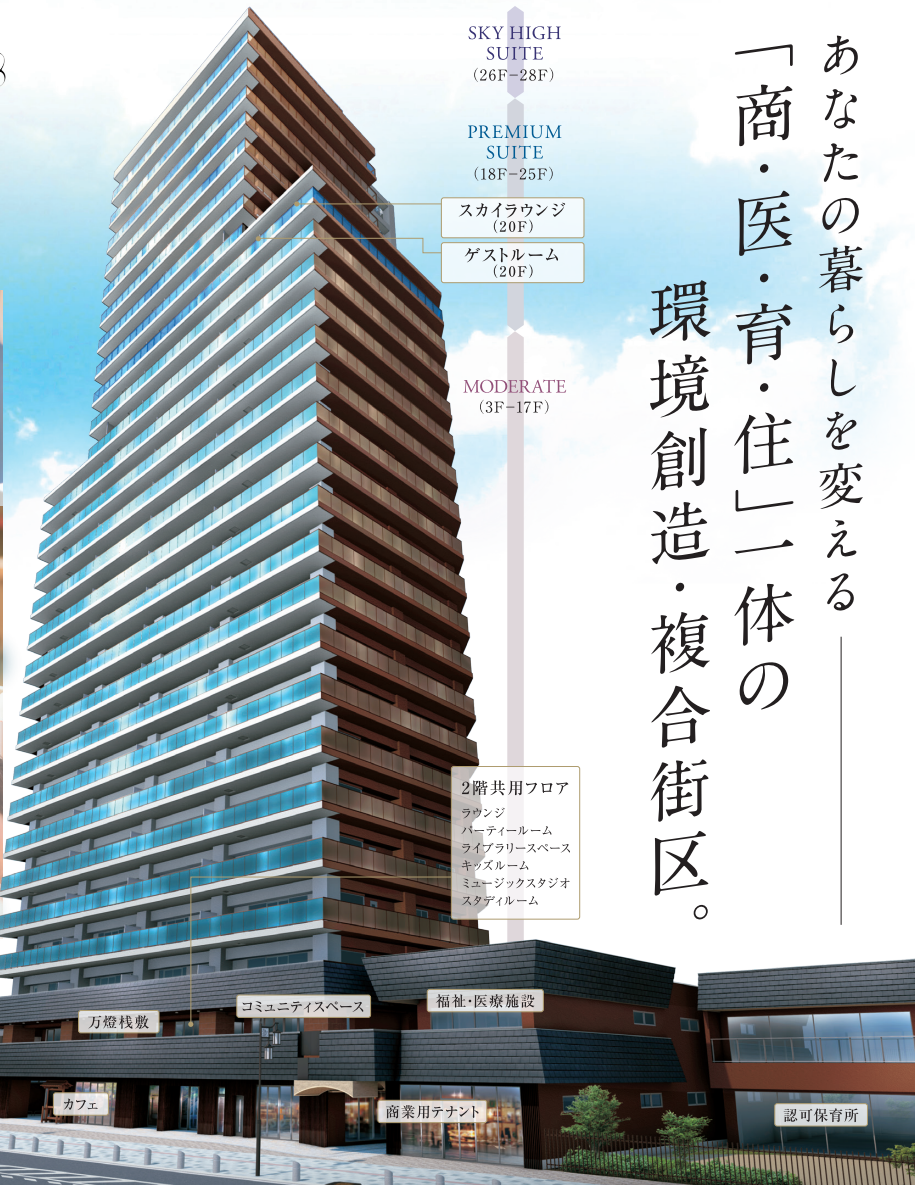 あなたの暮らしを変える
「商・医・育・住」一体の
環境創造・複合街区。
SKY HIGH
SUITE
(26F−28F)
PREMIUM
SUITE
(18F−25F)
スカイラウンジ
(20F)
ゲストルーム
(20F)
MODERATE
(3F−17F)
2階共用フロア
ラウンジ
パーティールーム
ライブラリースペース
キッズルーム
ミュージックスタジオ
スタディルーム
万燈桟敷
コミュニティスペース
福祉・医療施設
カフェ
商業用テナント
認可保育所